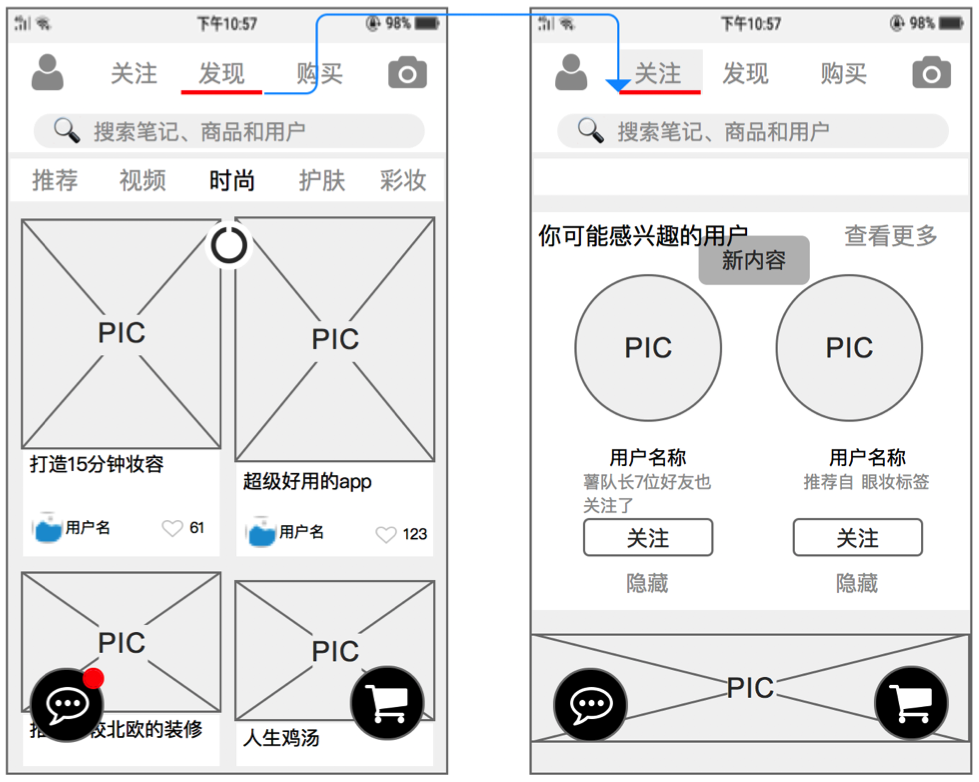 下午10:57
98%
关注 发现 购买
搜索笔记、商品和用户
推荐 视频 时尚 护肤 彩妆
PIC
PIC
打造15分钟妆容
超级好用的app
用户名 61
用户名 123
PIC
PIC
较北欧的装修
人生鸡汤
下午10:57
98%
关注 发现 购买
搜索笔记、商品和用户
你可能感兴趣的用户 查看更多
新内容
PIC
PIC
用户名称
薯队长7位好友也
关注了
关注
隐藏
用户名称
推荐自 眼妆标签
关注
隐藏
PIC